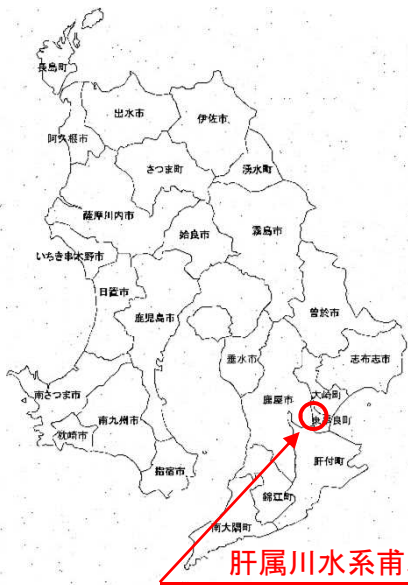 長島町
出水市
伊佐市
阿久根市
さつま町
湧水町
薩摩川内市
姶良市
霧島市
いちき串木野市
日置市
鹿児島市
曽於市
垂水市
志布志市
南さつま市
鹿屋市
大崎町
南九州市
枕崎市
肝付町
指宿市
錦江町
南大隅町
肝属川水系甫